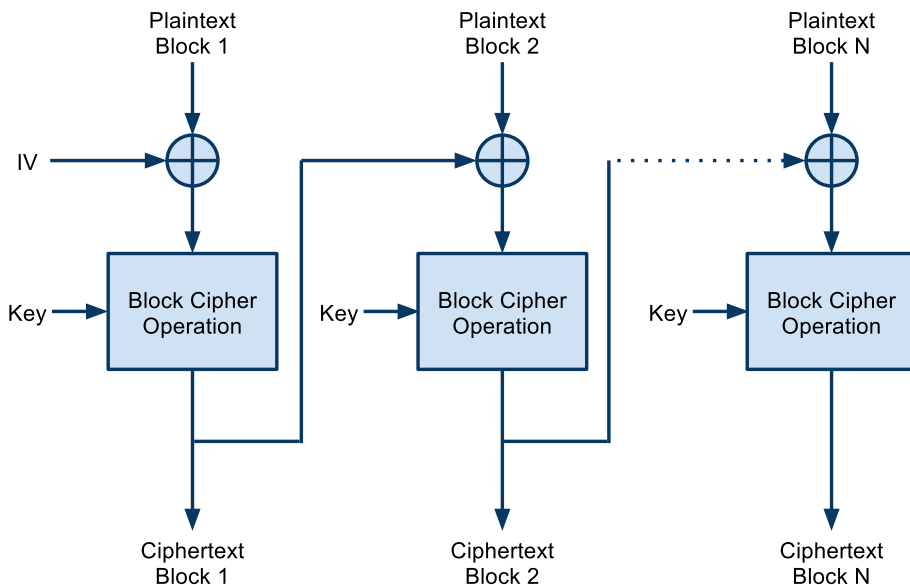 Plaintext
Block 1
Plaintext
Block 2
Plaintext
Block N
IV
Key
Block Cipher
Operation
Key
Block Cipher
Operation
Key
Block Cipher
Operation
Ciphertext
Block 1
Ciphertext
Block 2
Ciphertext
Block N